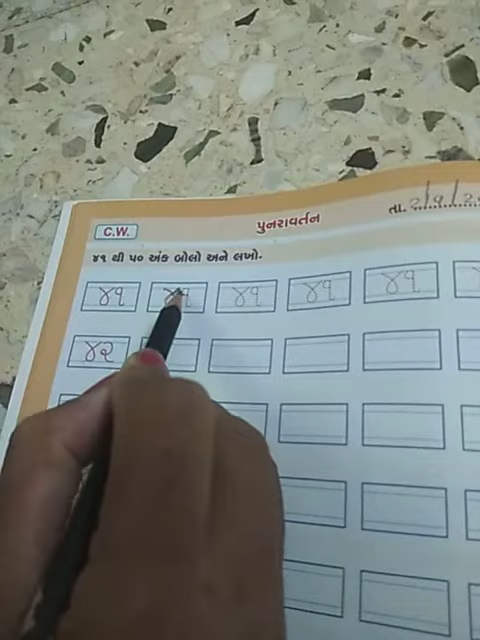 C.W.
પુનરાવર્તન
તા.
૪૧ થી ૫૦ અંક બોલો અને લખો.
૪૧ ૪૧ ૪૧ ૪૧ ૪૧
૪૨